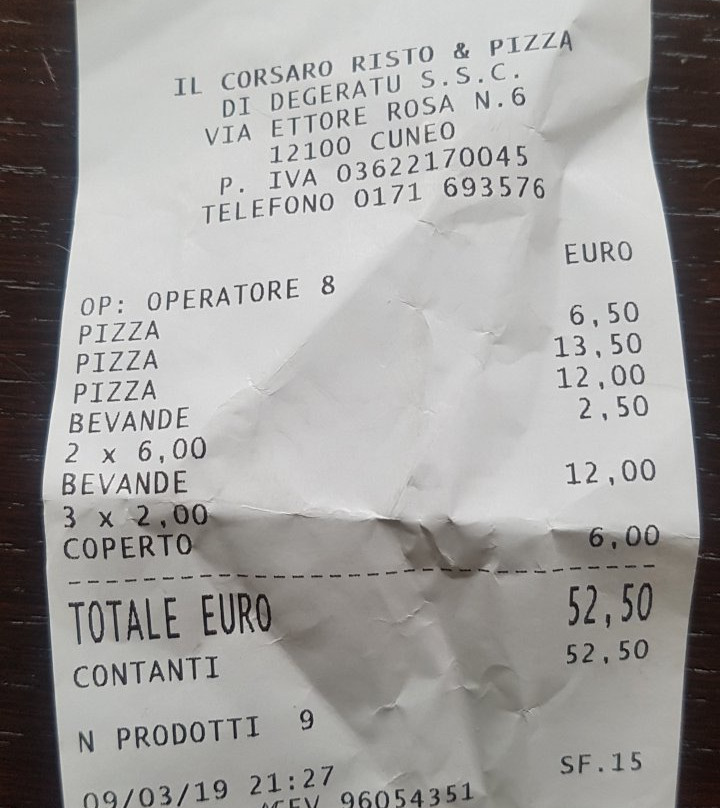 IL CORSARO RISTO & PIZZA
DI DEGERATU S.S.C.
VIA ETTORE ROSA N.6
12100 CUNEO
P. IVA 03622170045
TELEFONO 0171 693576
EURO
OP: OPERATORE 8
PIZZA 6,50
PIZZA 13,50
PIZZA 12,00
BEVANDE 2,50
2 x 6,00
BEVANDE 12,00
3 x 2,00
COPERTO 6,00
TOTALE EURO 52,50
CONTANTI 52,50
N PRODOTTI 9
09/03/19 21:27 SF.15
96054351